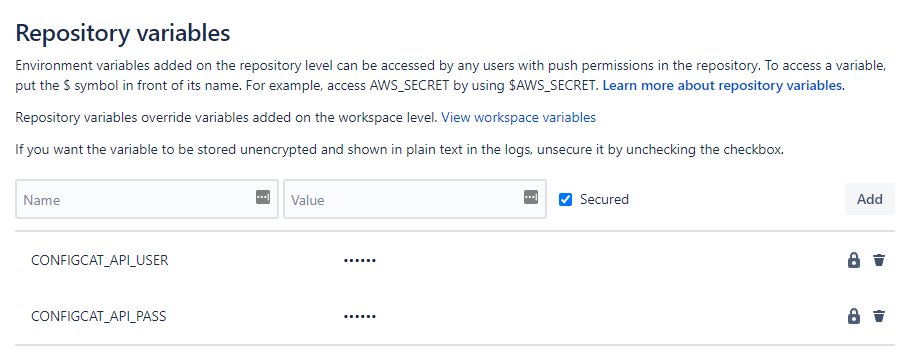 Repository variables
Environment variables added on the repository level can be accessed by any users with push permissions in the repository. To access a variable,
put the $ symbol in front of its name. For example, access AWS_SECRET by using $AWS_SECRET. Learn more about repository variables.
Repository variables override variables added on the workspace level. View workspace variables
If you want the variable to be stored unencrypted and shown in plain text in the logs, unsecure it by unchecking the checkbox.
Name Value Secured Add
CONFIGCAT_API_USER ••••••
CONFIGCAT_API_PASS ••••••